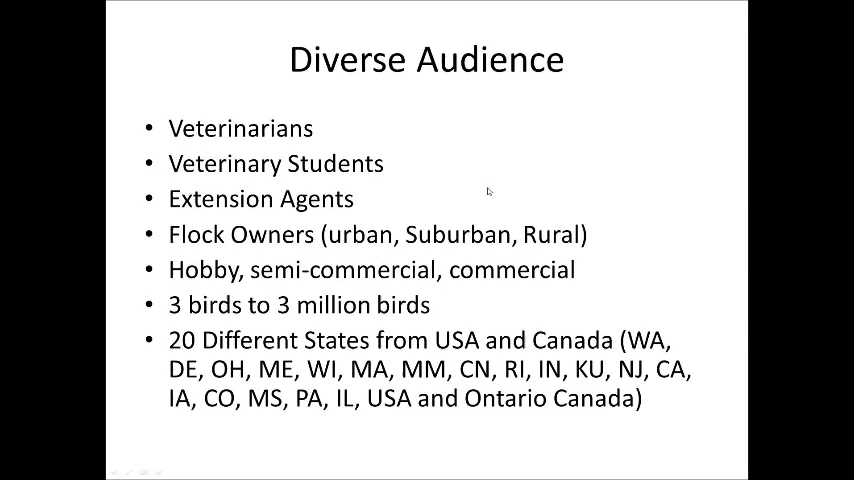 Diverse Audience
• Veterinarians
• Veterinary Students
• Extension Agents
• Flock Owners (urban, Suburban, Rural)
• Hobby, semi-commercial, commercial
• 3 birds to 3 million birds
• 20 Different States from USA and Canada (WA,
DE, OH, ME, WI, MA, MM, CN, RI, IN, KU, NJ, CA,
IA, CO, MS, PA, IL, USA and Ontario Canada)